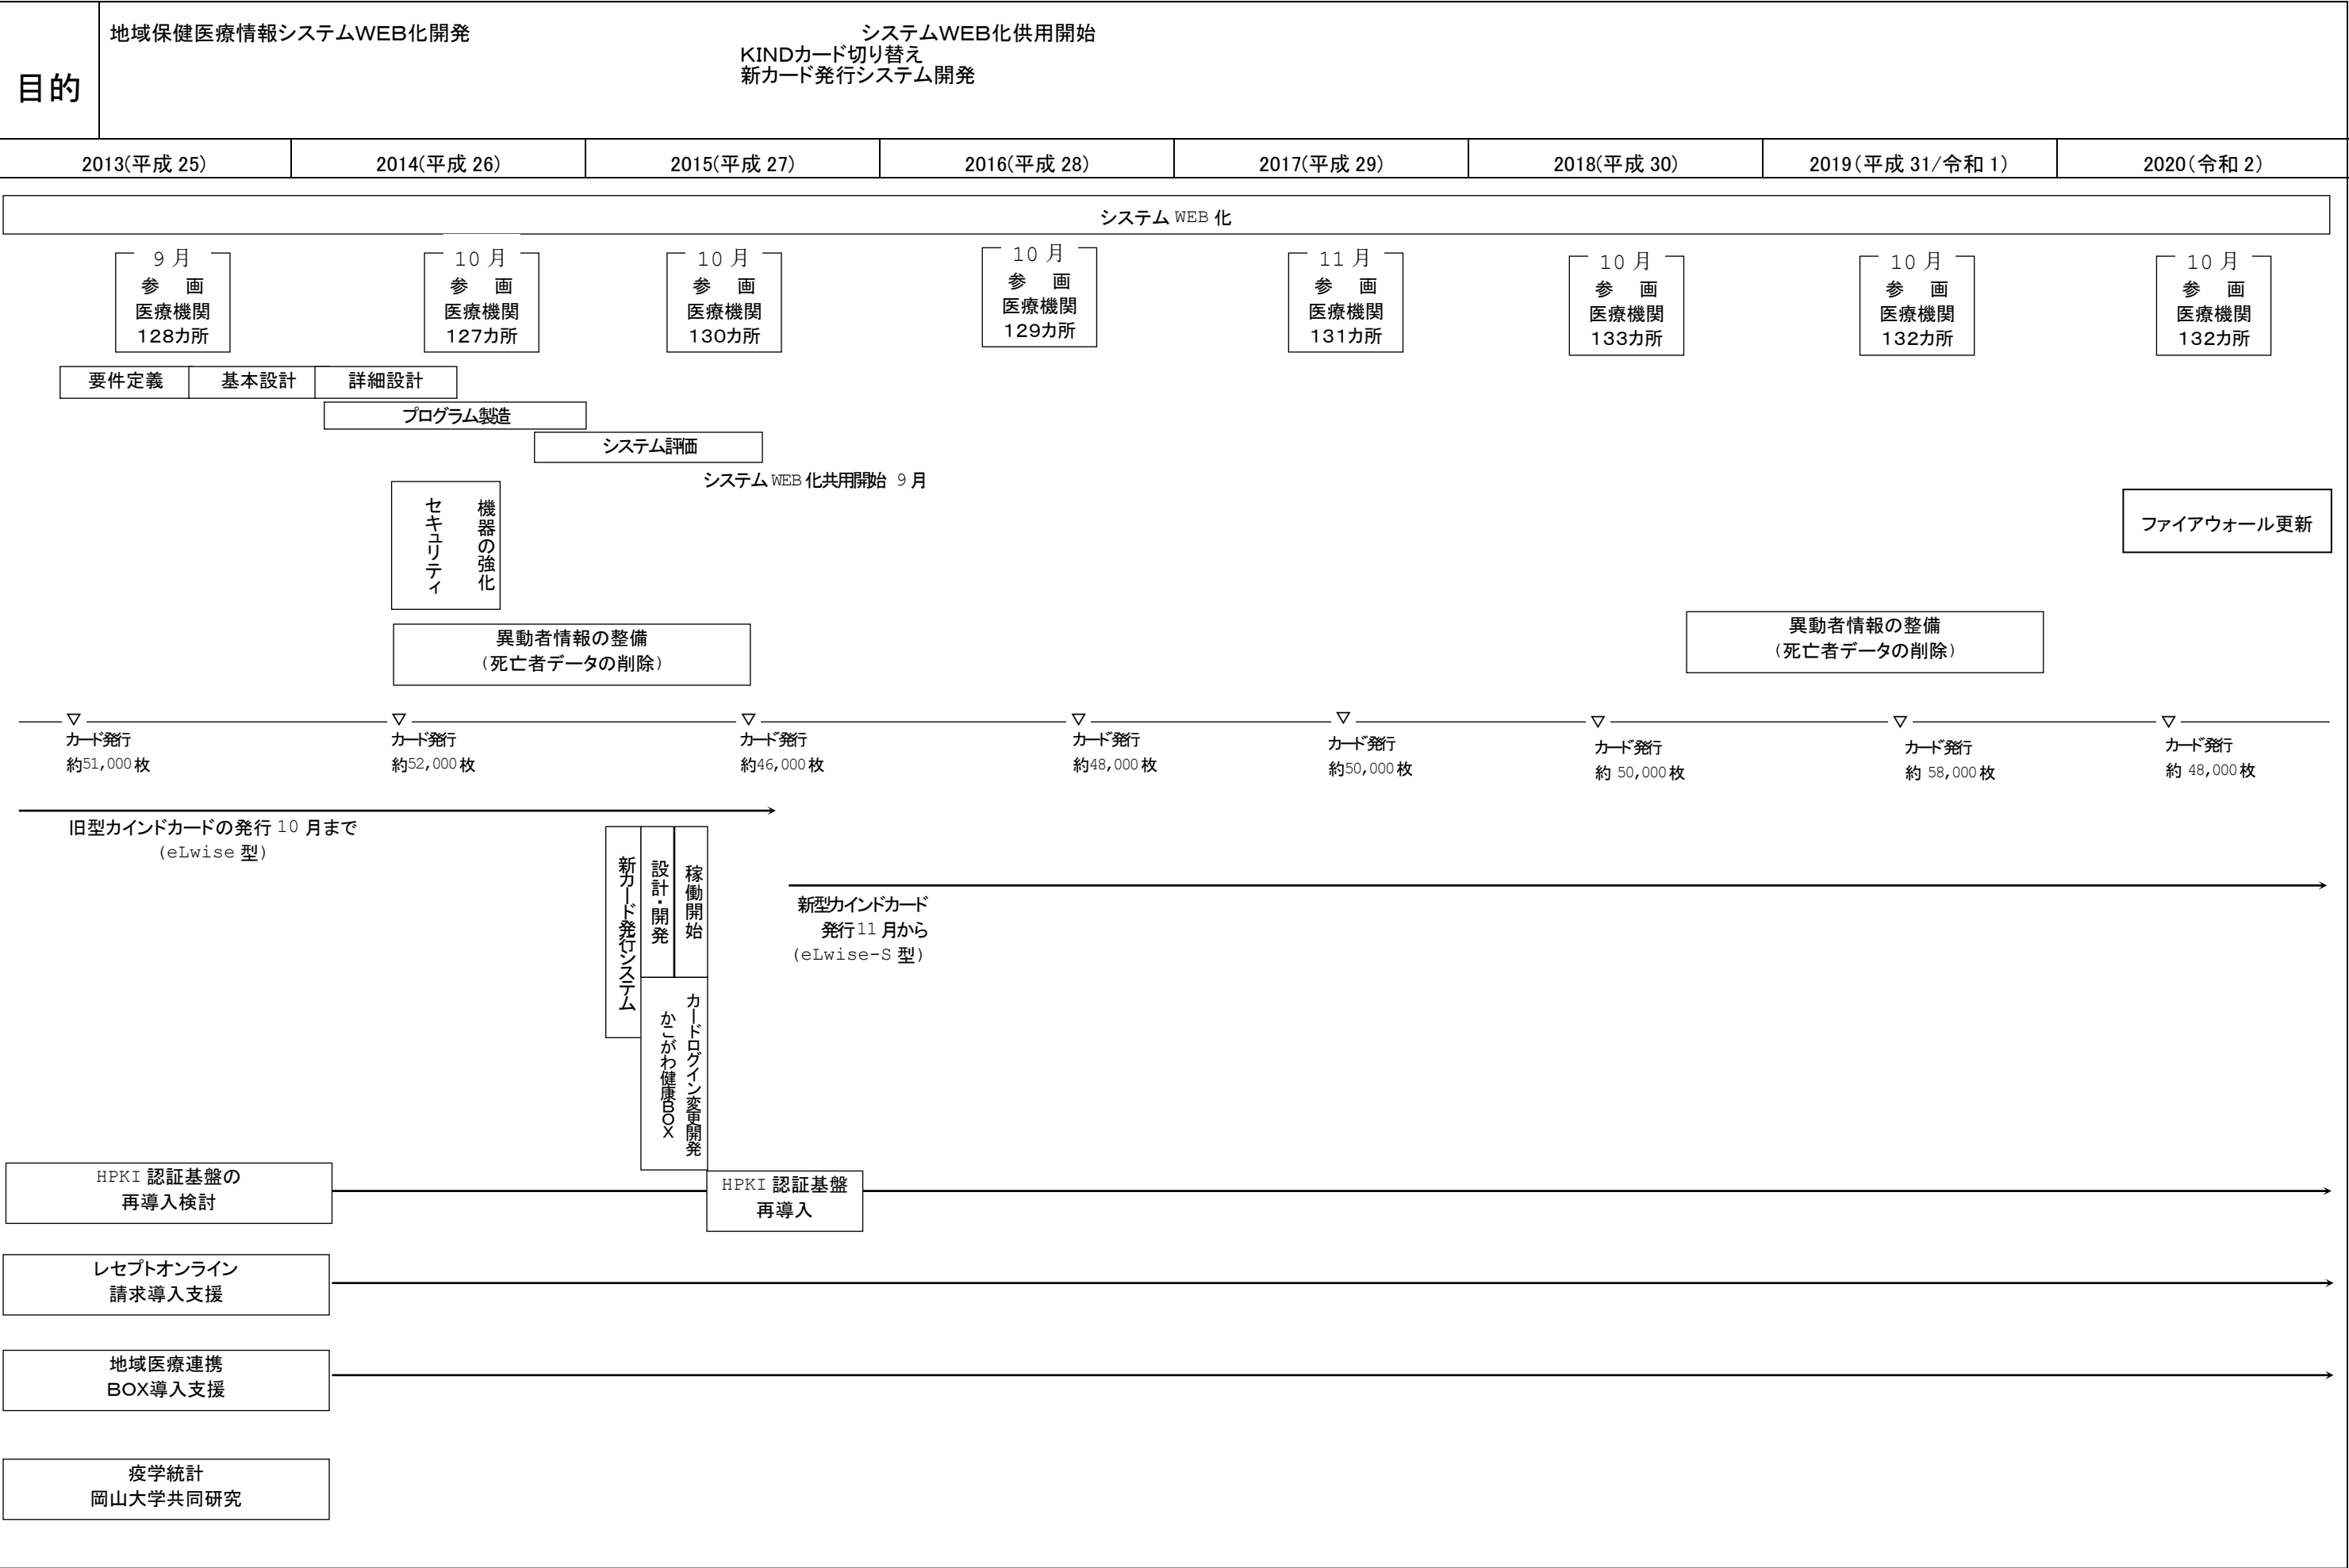 目的
地域保健医療情報システムWEB化開発
システムWEB化供用開始
KINDカード切り替え
新カード発行システム開発
2013(平成 25)
2014(平成 26)
2015(平成 27)
2016(平成 28)
2017(平成 29)
2018(平成 30)
2019(平成 31/令和 1)
2020(令和 2)
システム WEB 化
9 月
参 画
医療機関
128カ所
10 月
参 画
医療機関
127カ所
10 月
参 画
医療機関
130カ所
10 月
参 画
医療機関
129カ所
11 月
参 画
医療機関
131カ所
10 月
参 画
医療機関
133カ所
10 月
参 画
医療機関
132カ所
10 月
参 画
医療機関
132カ所
要件定義
基本設計
詳細設計
プログラム製造
システム評価
システム WEB 化共用開始 9 月
セキュリティ
機器の強化
ファイアウォール更新
異動者情報の整備
(死亡者データの削除)
異動者情報の整備
(死亡者データの削除)
▽
カード発行
約51,000 枚
▽
カード発行
約52,000 枚
▽
カード発行
約46,000 枚
▽
カード発行
約48,000 枚
▽
カード発行
約50,000 枚
▽
カード発行
約 50,000 枚
▽
カード発行
約 58,000 枚
▽
カード発行
約 48,000 枚
旧型カインドカードの発行 10 月まで
(eLwise 型)
新カード発行システム
設計・開発
稼働開始
新型カインドカード
発行11 月から
(eLwise-S 型)
カードログイン変更開発
かこがわ健康BOX
HPKI 認証基盤の
再導入検討
HPKI 認証基盤
再導入
レセプトオンライン
請求導入支援
地域医療連携
BOX導入支援
疫学統計
岡山大学共同研究